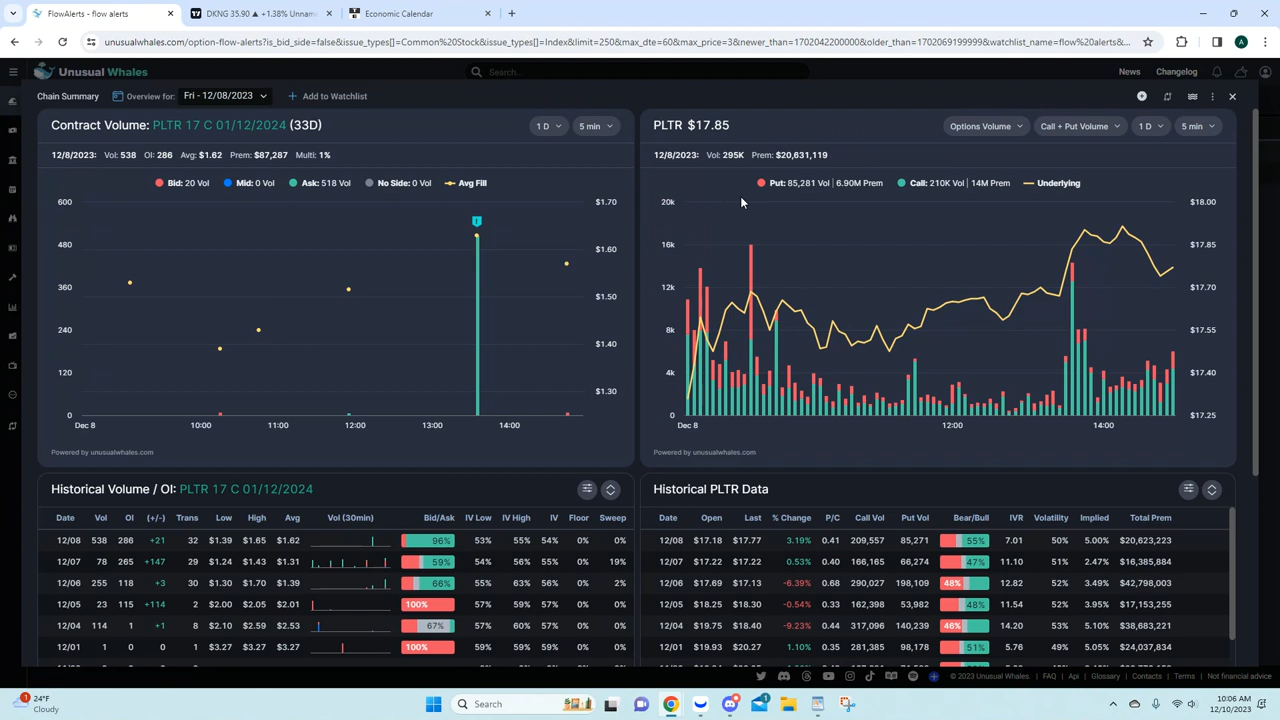 FlowAlerts - flow alerts
DKNG 35.90 ▲ +1.38% Unnam
Economic Calendar
unusualwhales.com/option-flow-alerts?is_bid_side=false&issue_types[]=Common%20Stock&issue_types[]=Index&limit=250&max_dte=60&max_price=3&newer_than=1702042200000&older_than=1702069199999&watchlist_name=flow%20alerts&...
A
Unusual Whales
Search...
News
Changelog
Chain Summary
Overview for:
Fri - 12/08/2023
Add to Watchlist
Contract Volume: PLTR 17 C 01/12/2024 (33D)
1 D
5 min
12/8/2023: Vol: 538 OI: 286 Avg: $1.62 Prem: $87,287 Multi: 1%
Bid: 20 Vol Mid: 0 Vol Ask: 518 Vol No Side: 0 Vol Avg Fill
600 $1.70
480 $1.60
360 $1.50
240 $1.40
120 $1.30
0
Dec 8 10:00 11:00 12:00 13:00 14:00
Powered by unusualwhales.com
PLTR $17.85
Options Volume
Call + Put Volume
1 D
5 min
12/8/2023: Vol: 295K Prem: $20,631,119
Put: 85,281 Vol | 6.90M Prem Call: 210K Vol | 14M Prem Underlying
20k $18.00
16k $17.85
12k $17.70
8k $17.55
4k $17.40
0 $17.25
Dec 8 12:00 14:00
Powered by unusualwhales.com
Historical Volume / OI: PLTR 17 C 01/12/2024
Date Vol OI (+/-) Trans Low High Avg Vol (30min) Bid/Ask IV Low IV High IV Floor Sweep
12/08 538 286 +21 32 $1.39 $1.65 $1.62 96% 53% 55% 54% 0% 0%
12/07 78 265 +147 29 $1.24 $1.43 $1.31 59% 55% 56% 55% 0% 19%
12/06 255 118 +3 30 $1.30 $1.70 $1.39 66% 55% 63% 56% 0% 2%
12/05 23 115 +114 2 $2.00 $2.05 $2.01 100% 57% 59% 57% 0% 0%
12/04 114 1 +1 8 $2.10 $2.55 $2.53 67% 57% 60% 57% 0% 0%
12/01 1 0 0 1 $3.27 $3.27 $3.27 100% 59% 59% 59% 0% 0%
Historical PLTR Data
Date Open Last % Change P/C Call Vol Put Vol Bear/Bull IVR Volatility Implied Total Prem
12/08 $17.18 $17.77 3.19% 0.41 209,557 85,271 55% 7.01 50% 5.00% $20,623,223
12/07 $17.22 $17.22 0.53% 0.40 166,165 66,274 47% 11.10 51% 2.47% $16,385,884
12/06 $17.69 $17.13 -6.39% 0.68 290,027 198,109 48% 12.82 52% 3.49% $42,798,003
12/05 $18.25 $18.30 -0.54% 0.33 162,398 53,982 48% 11.54 52% 3.95% $17,153,255
12/04 $19.75 $18.40 -9.23% 0.44 317,096 140,239 46% 14.20 53% 5.10% $38,683,221
12/01 $19.93 $20.27 1.10% 0.35 281,385 98,178 51% 5.76 49% 5.05% $24,037,834
© 2023 Unusual Whales. | FAQ | Api | Glossary | Contacts | Terms | Not financial advice
1
24°F
Cloudy
Search
10:06 AM
12/10/2023